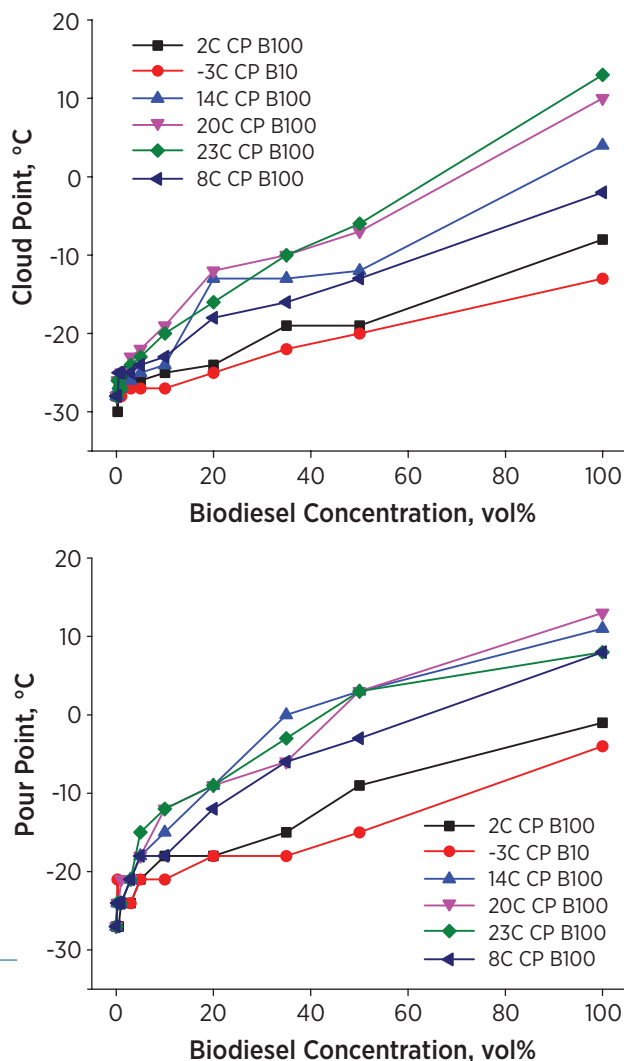 20
10
0
-10
-20
-30
Cloud Point, °C
2C CP B100
-3C CP B10
14C CP B100
20C CP B100
23C CP B100
8C CP B100
0 20 40 60 80 100
Biodiesel Concentration, vol%
20
10
0
-10
-20
-30
Pour Point, °C
2C CP B100
-3C CP B10
14C CP B100
20C CP B100
23C CP B100
8C CP B100
0 20 40 60 80 100
Biodiesel Concentration, vol%